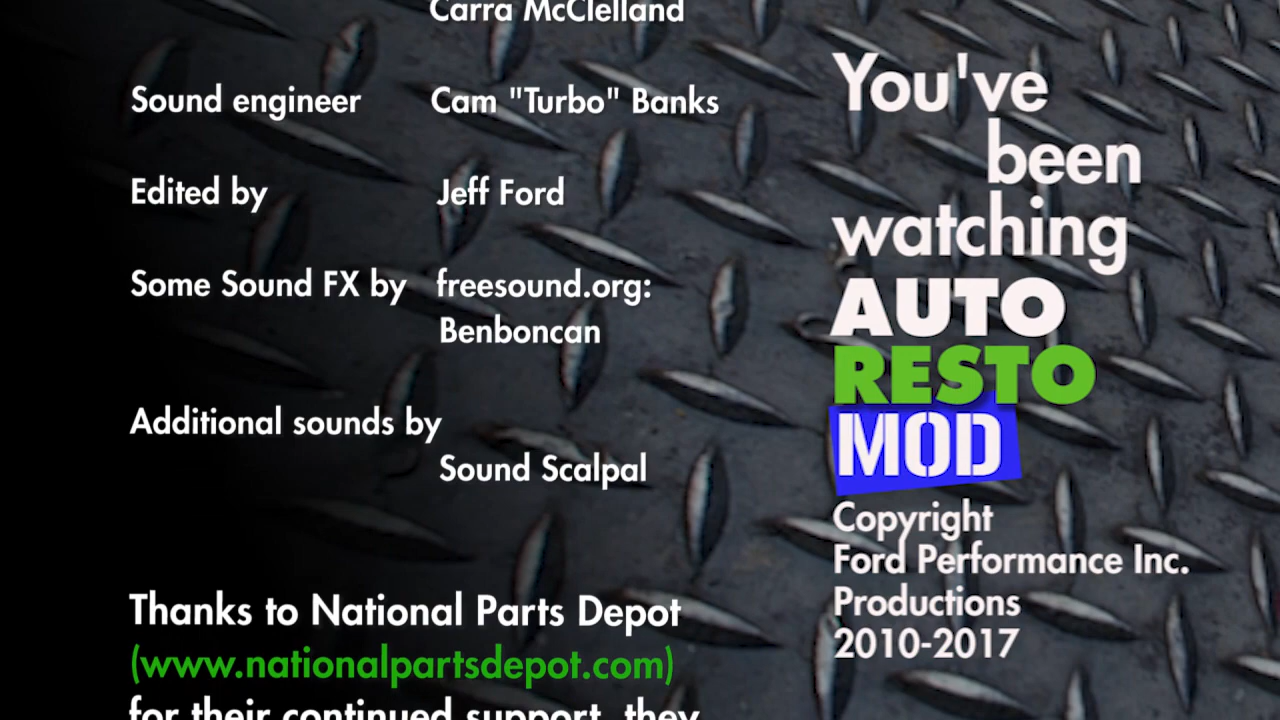 Carra McClelland
Sound engineer Cam "Turbo" Banks
Edited by Jeff Ford
Some Sound FX by freesound.org:
Benboncan
Additional sounds by
Sound Scalpal
Thanks to National Parts Depot
(www.nationalpartsdepot.com)
for their continued support, they
You've
been
watching
AUTO
RESTO
MOD
Copyright
Ford Performance Inc.
Productions
2010-2017